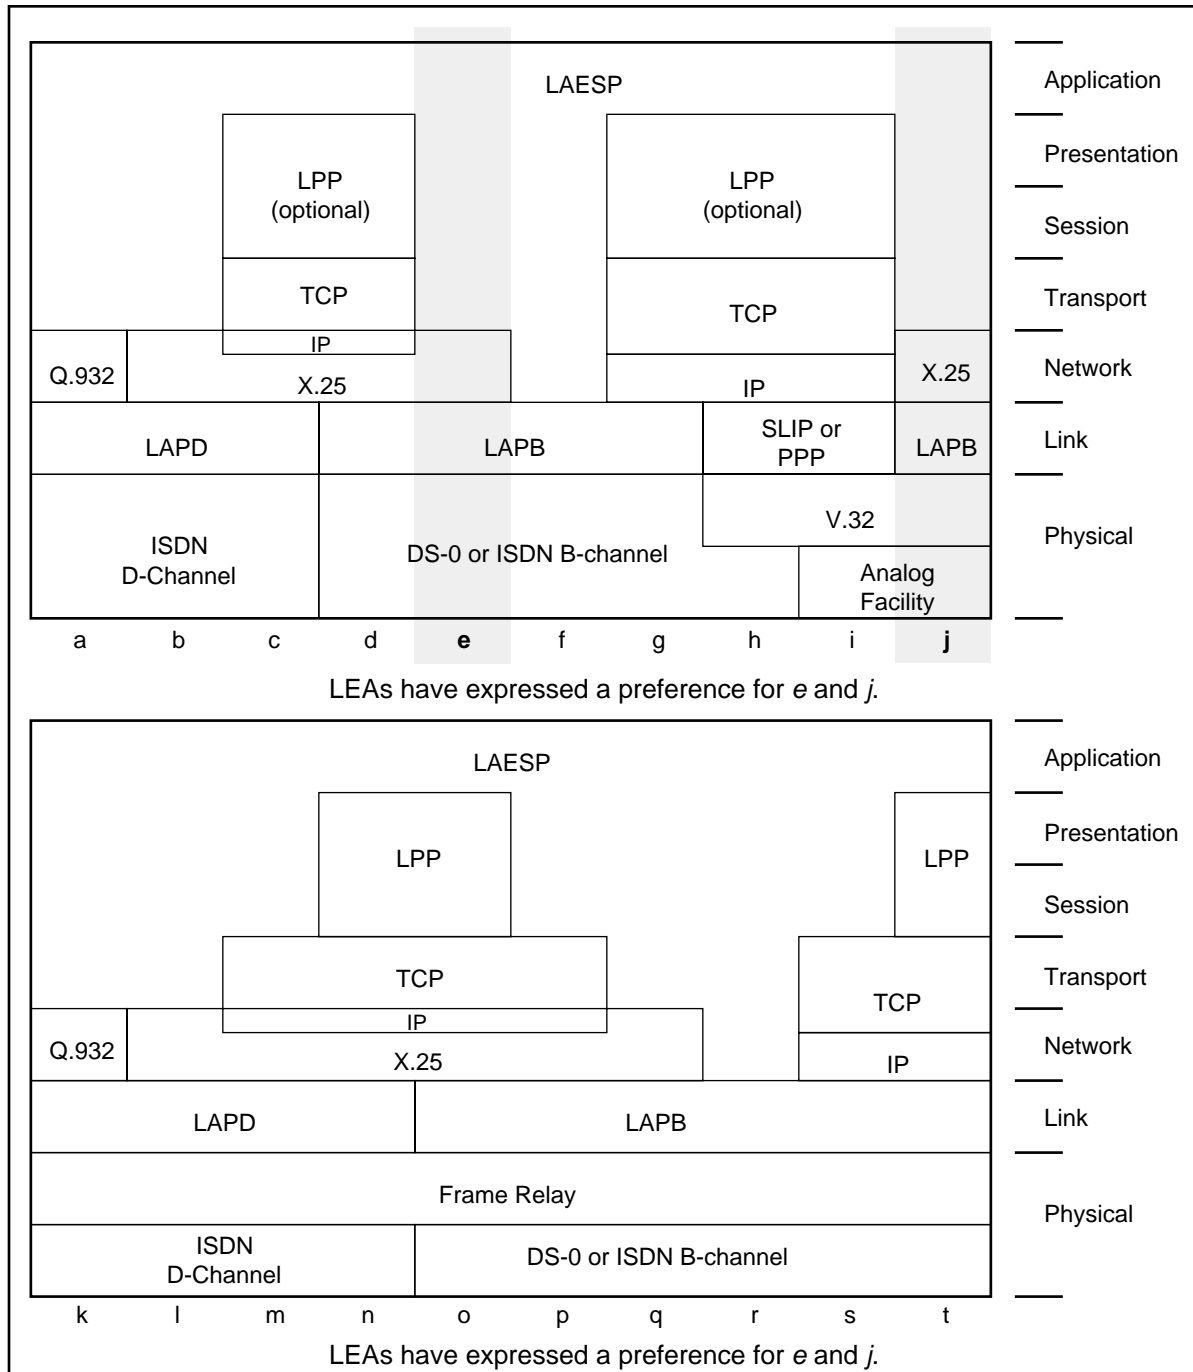 LAESP
Application
LPP
(optional)
LPP
(optional)
Presentation
Session
TCP
TCP
Transport
Q.932
IP
X.25
IP
X.25
Network
LAPD
LAPB
SLIP or
PPP
LAPB
Link
ISDN
D-Channel
DS-0 or ISDN B-channel
V.32
Analog
Facility
Physical
a b c d e f g h i j
LEAs have expressed a preference for e and j.
LAESP
Application
LPP
LPP
Presentation
Session
TCP
TCP
Transport
Q.932
IP
X.25
IP
Network
LAPD
LAPB
Link
Frame Relay
Physical
ISDN
D-Channel
DS-0 or ISDN B-channel
k l m n o p q r s t
LEAs have expressed a preference for e and j.